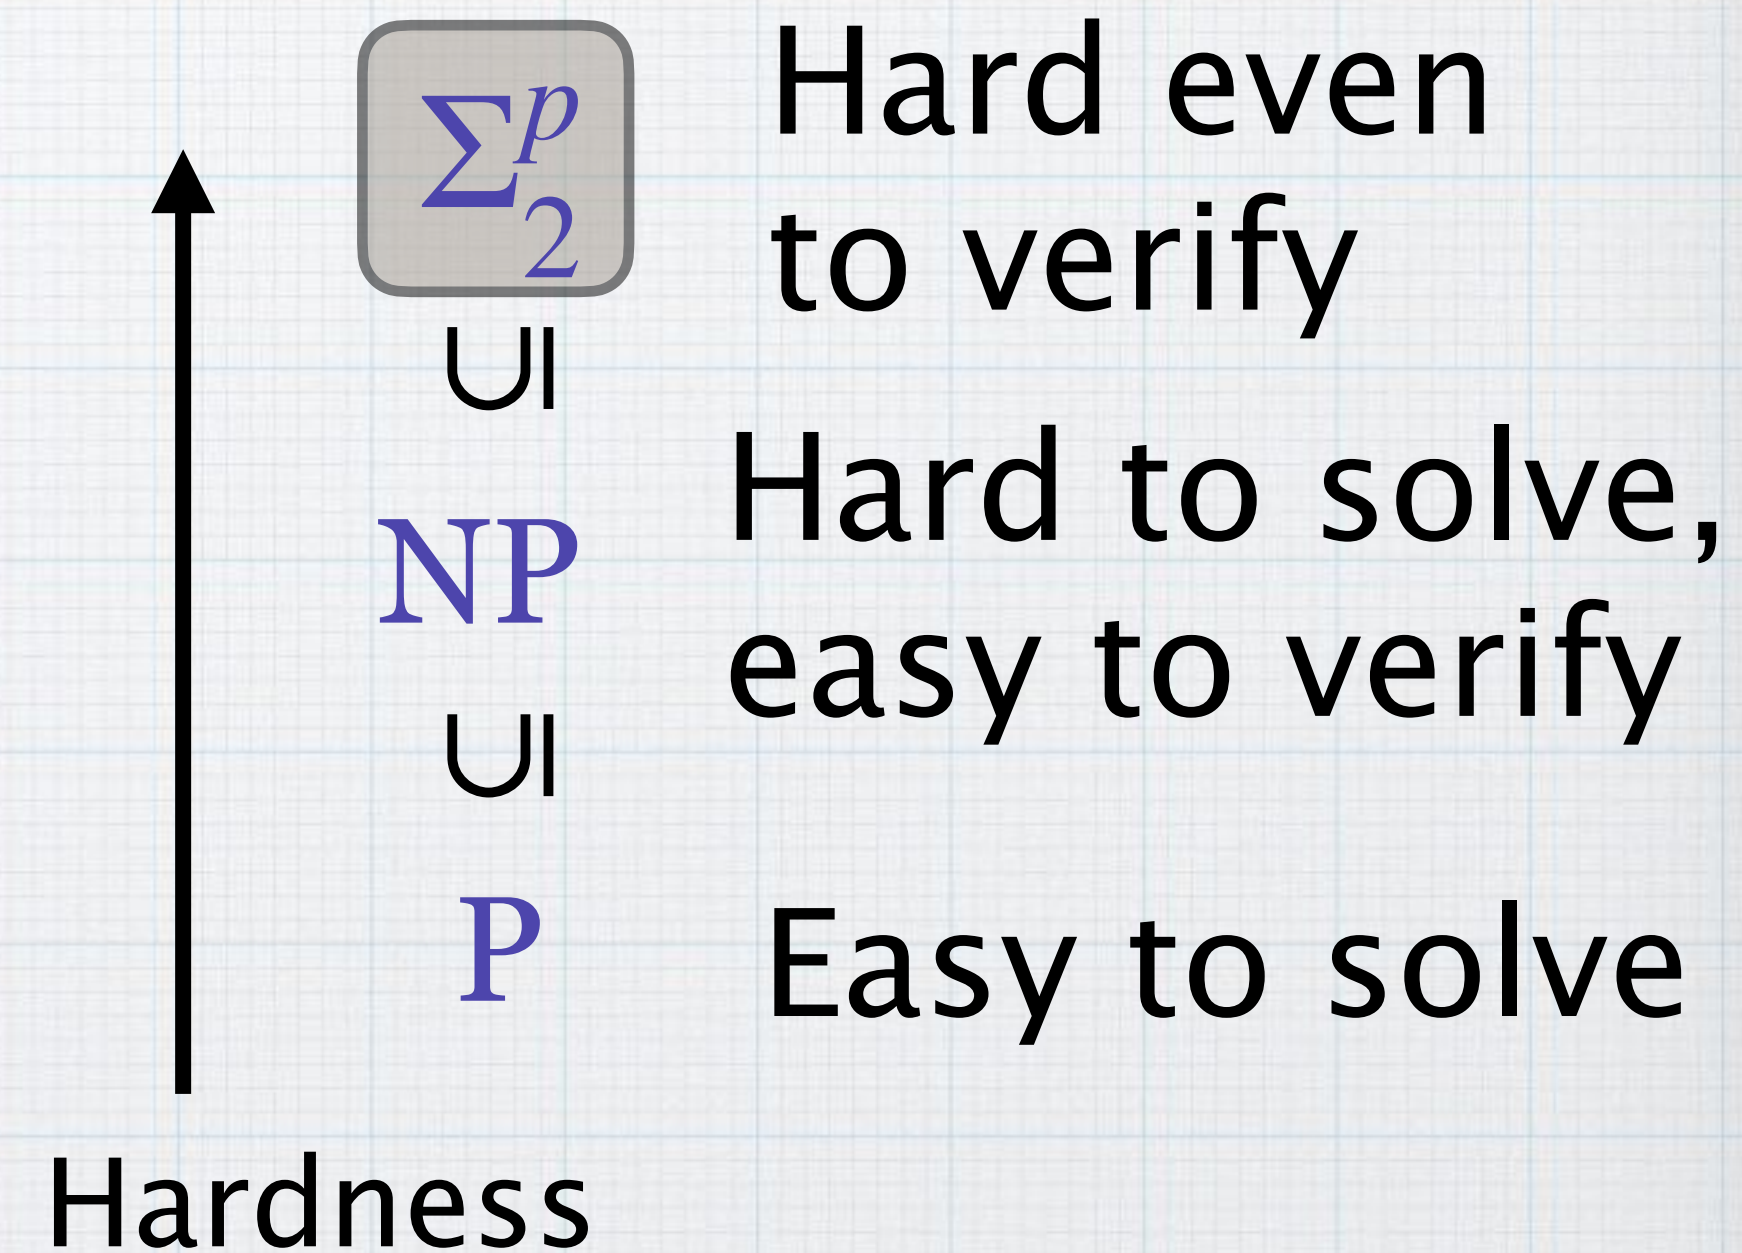 Σ₂ᵖ Hard even
to verify
⊆
NP Hard to solve,
easy to verify
⊆
P Easy to solve
Hardness